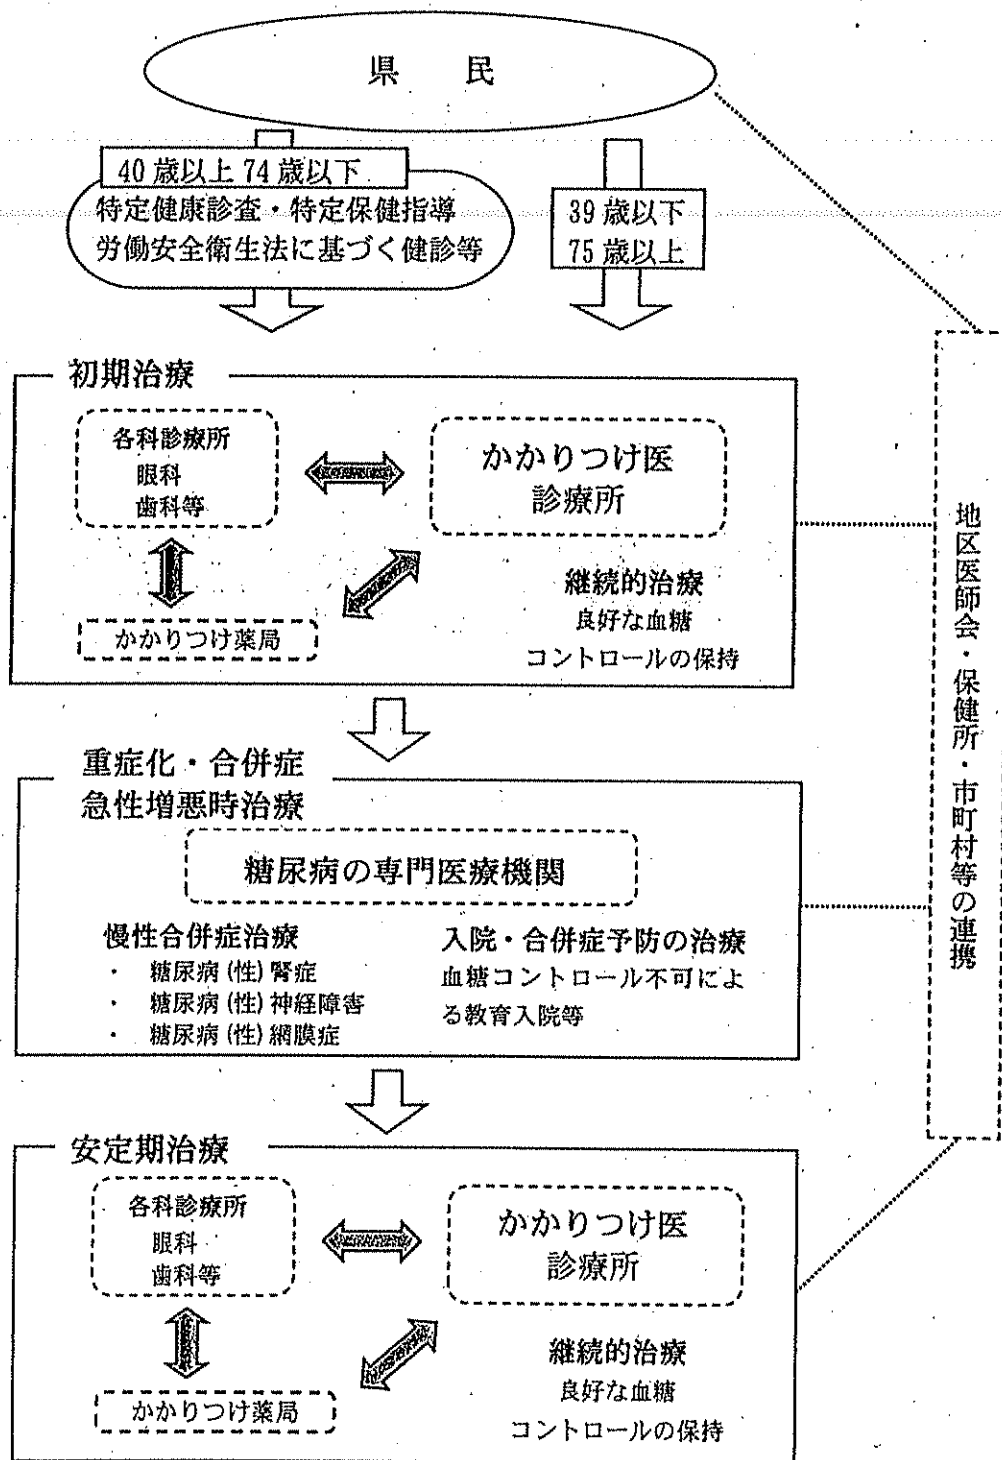 県　民
40歳以上74歳以下
特定健康診査・特定保健指導
労働安全衛生法に基づく健診等
39歳以下
75歳以上
初期治療
各科診療所
眼科
歯科等
かかりつけ医
診療所
かかりつけ薬局
継続的治療
良好な血糖
コントロールの保持
重症化・合併症
急性増悪時治療
糖尿病の専門医療機関
慢性合併症治療
・ 糖尿病(性)腎症
・ 糖尿病(性)神経障害
・ 糖尿病(性)網膜症
入院・合併症予防の治療
血糖コントロール不可によ
る教育入院等
安定期治療
各科診療所
眼科
歯科等
かかりつけ医
診療所
かかりつけ薬局
継続的治療
良好な血糖
コントロールの保持
地区医師会・保健所・市町村等の連携